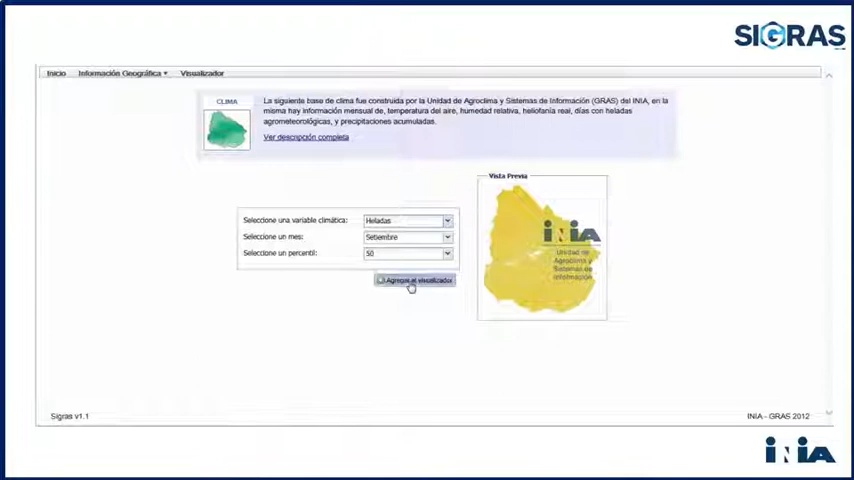 SIGRAS
Inicio Información Geográfica Visualizador
CLIMA
La siguiente base de clima fue construida por la Unidad de Agroclima y Sistemas de Información (GRAS) del INIA, en la
misma hay información mensual de, temperatura del aire, humedad relativa, heliofanía real, días con heladas
agrometeorológicas, y precipitaciones acumuladas.
Ver descripción completa
Vista Previa
Seleccione una variable climática: Heladas
Seleccione un mes: Setiembre
Seleccione un percentil: 50
Agregar al visualizador
INIA
Unidad de
Agroclima y
Sistemas de
Información
Sigras v1.1
INIA - GRAS 2012
INIA